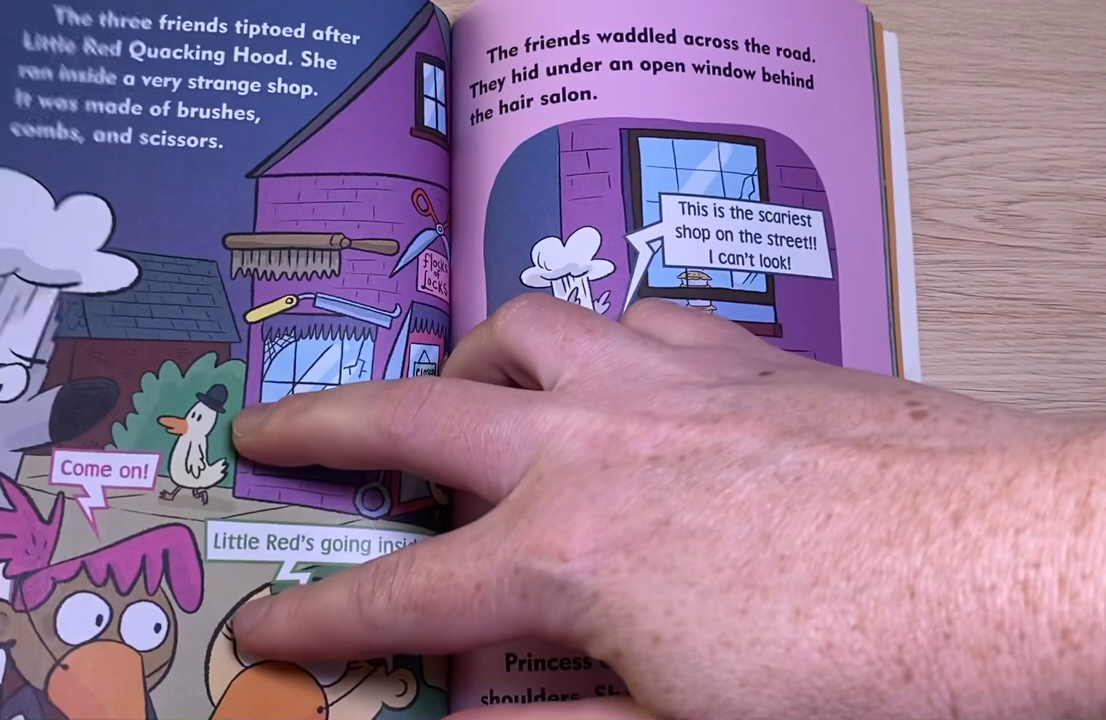 The three friends tiptoed after
Little Red Quacking Hood. She
ran inside a very strange shop.
It was made of brushes,
combs, and scissors.
flocks
of
locks
closed
Come on!
Little Red's going
The friends waddled across the road.
They hid under an open window behind
the hair salon.
This is the scariest
shop on the street!!
I can't look!
Princess
shoulders.